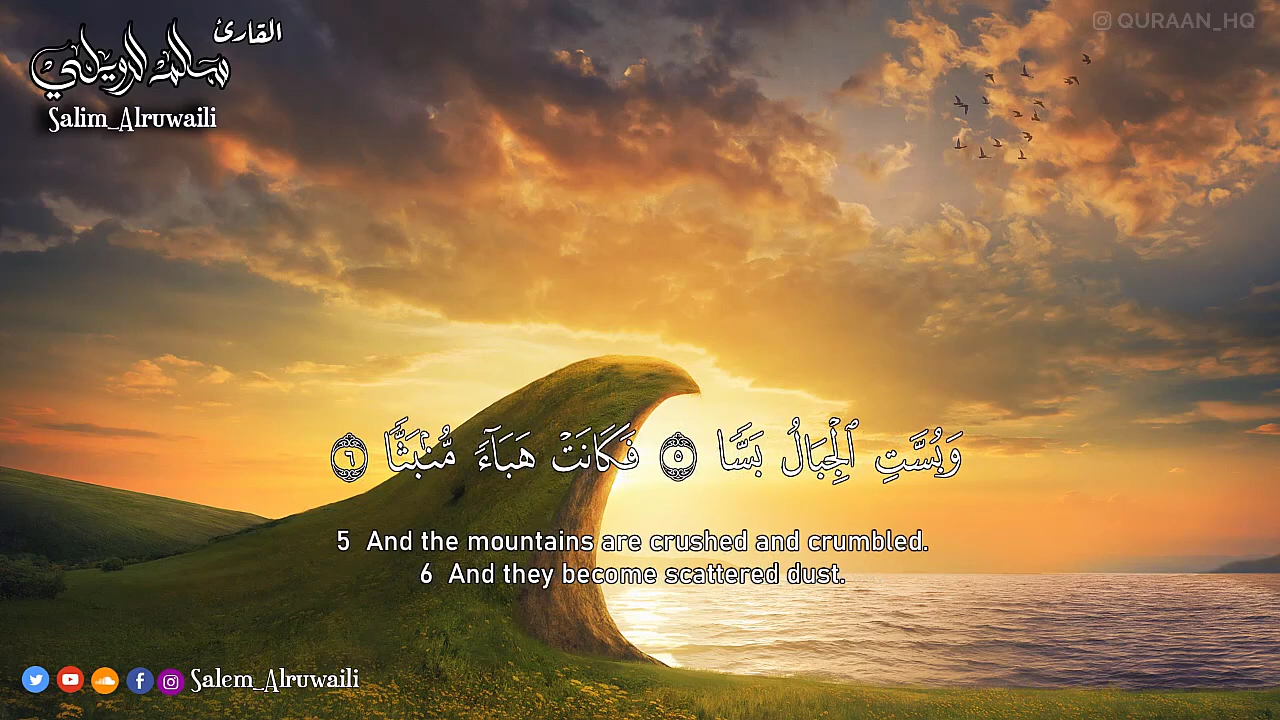 القارئ
سالم الرويلي
Salim_Alruwaili
QURAAN_HQ
وَبُسَّتِ ٱلْجِبَالُ بَسًّا ٥ فَكَانَتْ هَبَآءً مُّنۢبَثًّا ٦
5 And the mountains are crushed and crumbled.
6 And they become scattered dust.
Salem_Alruwaili